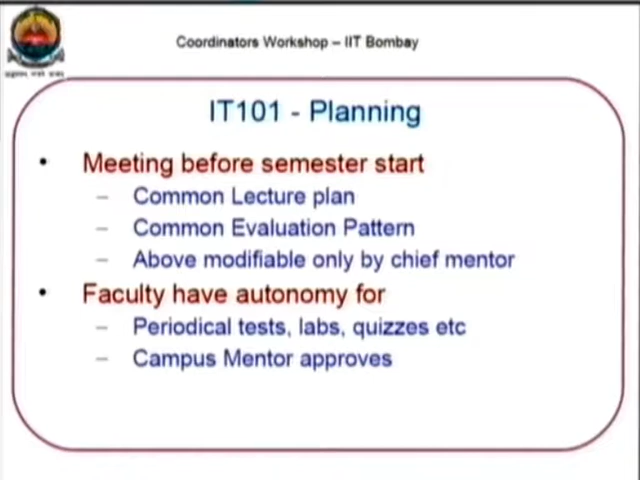 Coordinators Workshop – IIT Bombay
IT101 - Planning
• Meeting before semester start
– Common Lecture plan
– Common Evaluation Pattern
– Above modifiable only by chief mentor
• Faculty have autonomy for
– Periodical tests, labs, quizzes etc
– Campus Mentor approves